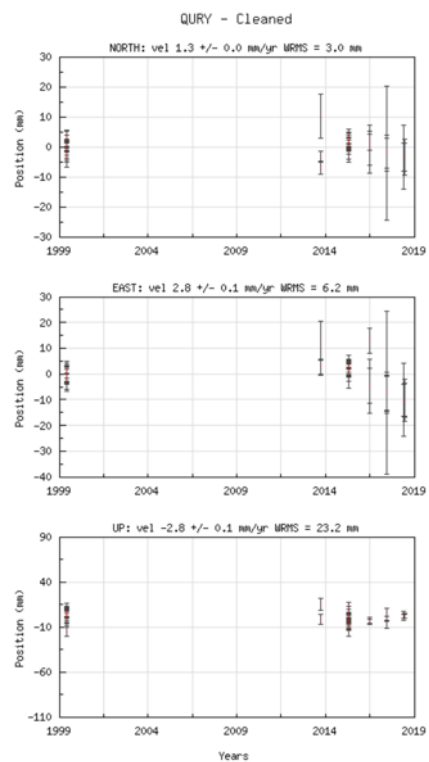 QURY - Cleaned
NORTH: vel 1.3 +/- 0.0 mm/yr WRMS = 3.0 mm
30
20
10
0
-10
-20
-30
Position (mm)
1999 2004 2009 2014 2019
EAST: vel 2.8 +/- 0.1 mm/yr WRMS = 6.2 mm
30
20
10
0
-10
-20
-30
-40
Position (mm)
1999 2004 2009 2014 2019
UP: vel -2.8 +/- 0.1 mm/yr WRMS = 23.2 mm
90
40
-10
-60
-110
Position (mm)
1999 2004 2009 2014 2019
Years